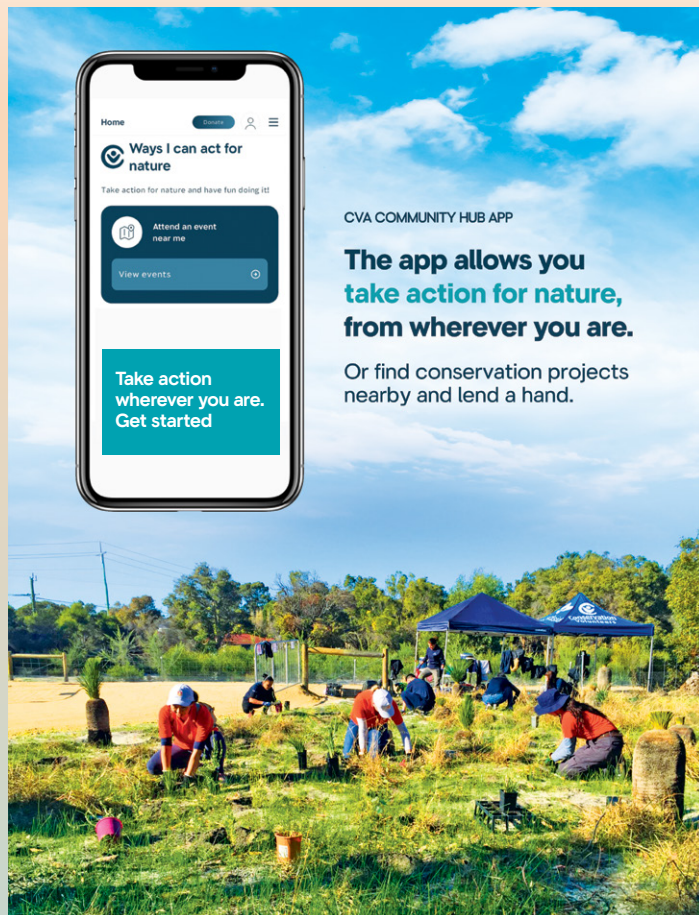 Home
Donate
Ways I can act for
nature
Take action for nature and have fun doing it!
Attend an event
near me
View events
Take action
wherever you are.
Get started
CVA COMMUNITY HUB APP
The app allows you
take action for nature,
from wherever you are.
Or find conservation projects
nearby and lend a hand.
Conservation
Volunteers